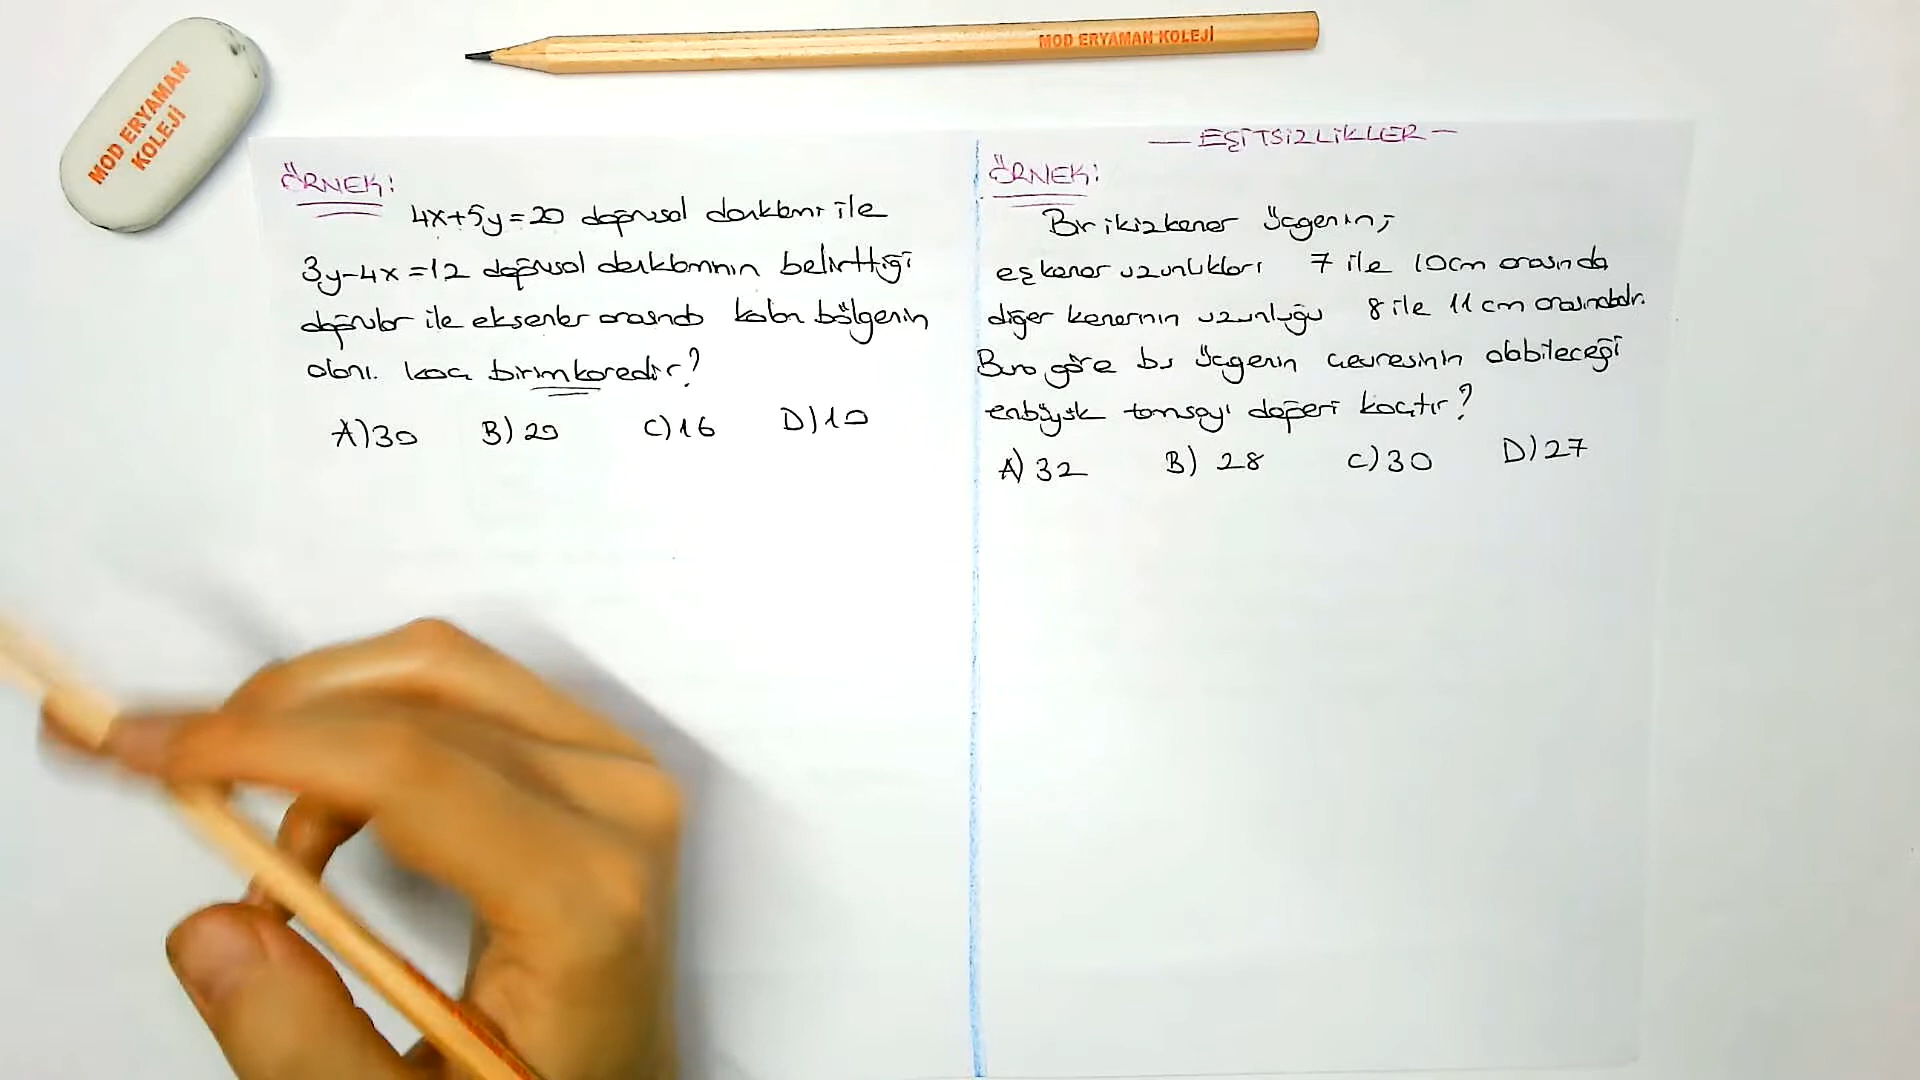 MOD ERYAMAN KOLEJİ
MOD ERYAMAN
KOLEJİ
ÖRNEK:
4x+5y=20 doğrusal denklemi ile
3y-4x=12 doğrusal denkleminin belirttiği
doğrular ile eksenler arasında kalan bölgenin
alanı kaç birimkaredir?
A)30 B)20 C)16 D)10
- EŞİTSİZLİKLER -
ÖRNEK:
Bir ikizkenar üçgenin;
eş kenar uzunlukları 7 ile 10cm arasında
diğer kenarının uzunluğu 8 ile 11 cm arasındadır.
Buna göre bu üçgenin çevresinin alabileceği
enbüyük tamsayı değeri kaçtır?
A) 32 B) 28 C)30 D)27